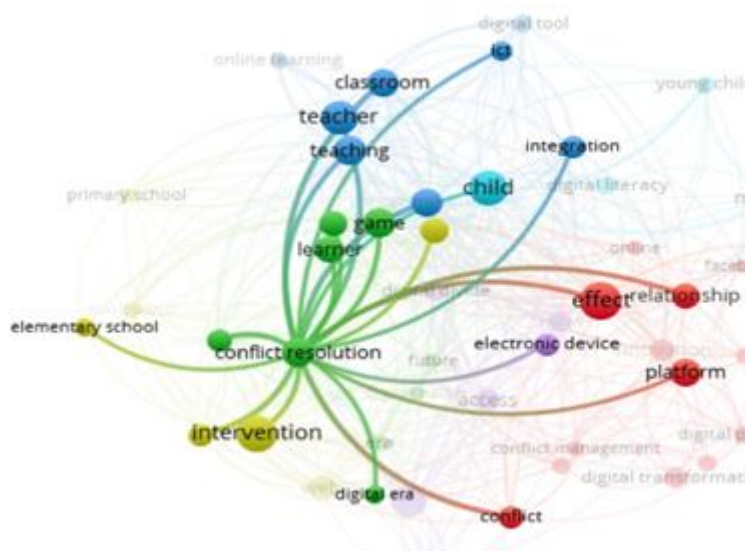 digital tool
ict
online learning
classroom
young chil
teacher
teaching
integration
child
digital literacy
primary school
game
learner
online
digital divide
effect
relationship
elementary school
conflict resolution
electronic device
future
platform
access
intervention
conflict management
digital transformati
digital era
conflict